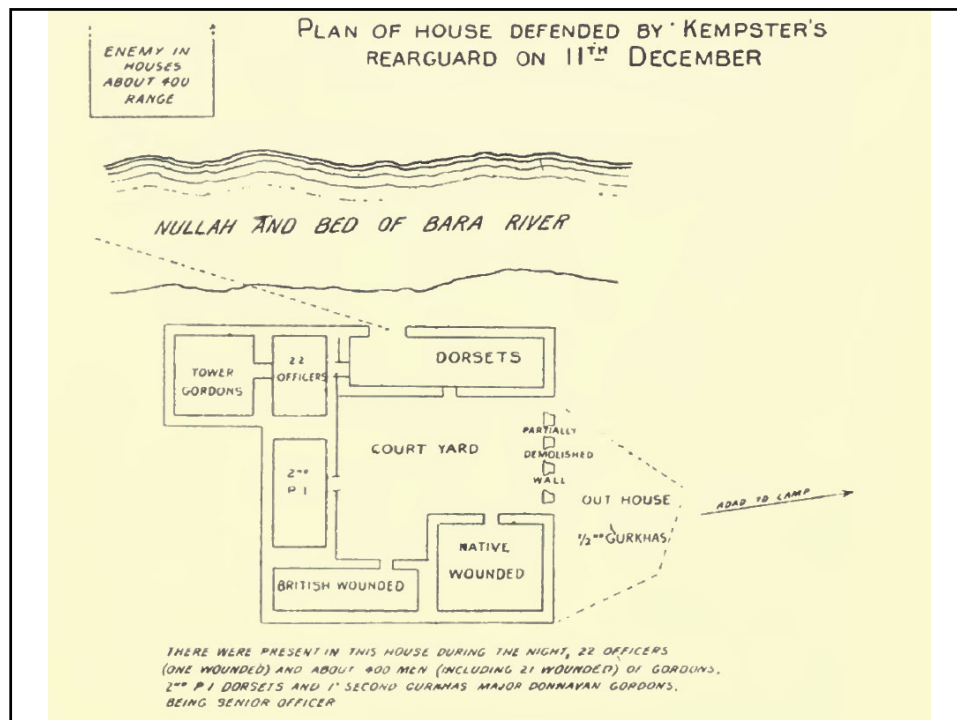 PLAN OF HOUSE DEFENDED BY KEMPSTER'S
REARGUARD ON 11TH DECEMBER
ENEMY IN
HOUSES
ABOUT 400
RANGE
NULLAH AND BED OF BARA RIVER
TOWER
GORDONS
22
OFFICERS
DORSETS
COURT YARD
PARTIALLY
DEMOLISHED
WALL
2ND
P I
OUT HOUSE
1/2ND GURKHAS
ROAD TO CAMP
NATIVE
WOUNDED
BRITISH WOUNDED
THERE WERE PRESENT IN THIS HOUSE DURING THE NIGHT, 22 OFFICERS
(ONE WOUNDED) AND ABOUT 400 MEN (INCLUDING 21 WOUNDED) OF GORDONS,
2ND P I DORSETS AND 1ST SECOND GURKHAS MAJOR DONNAVAN GORDONS,
BEING SENIOR OFFICER